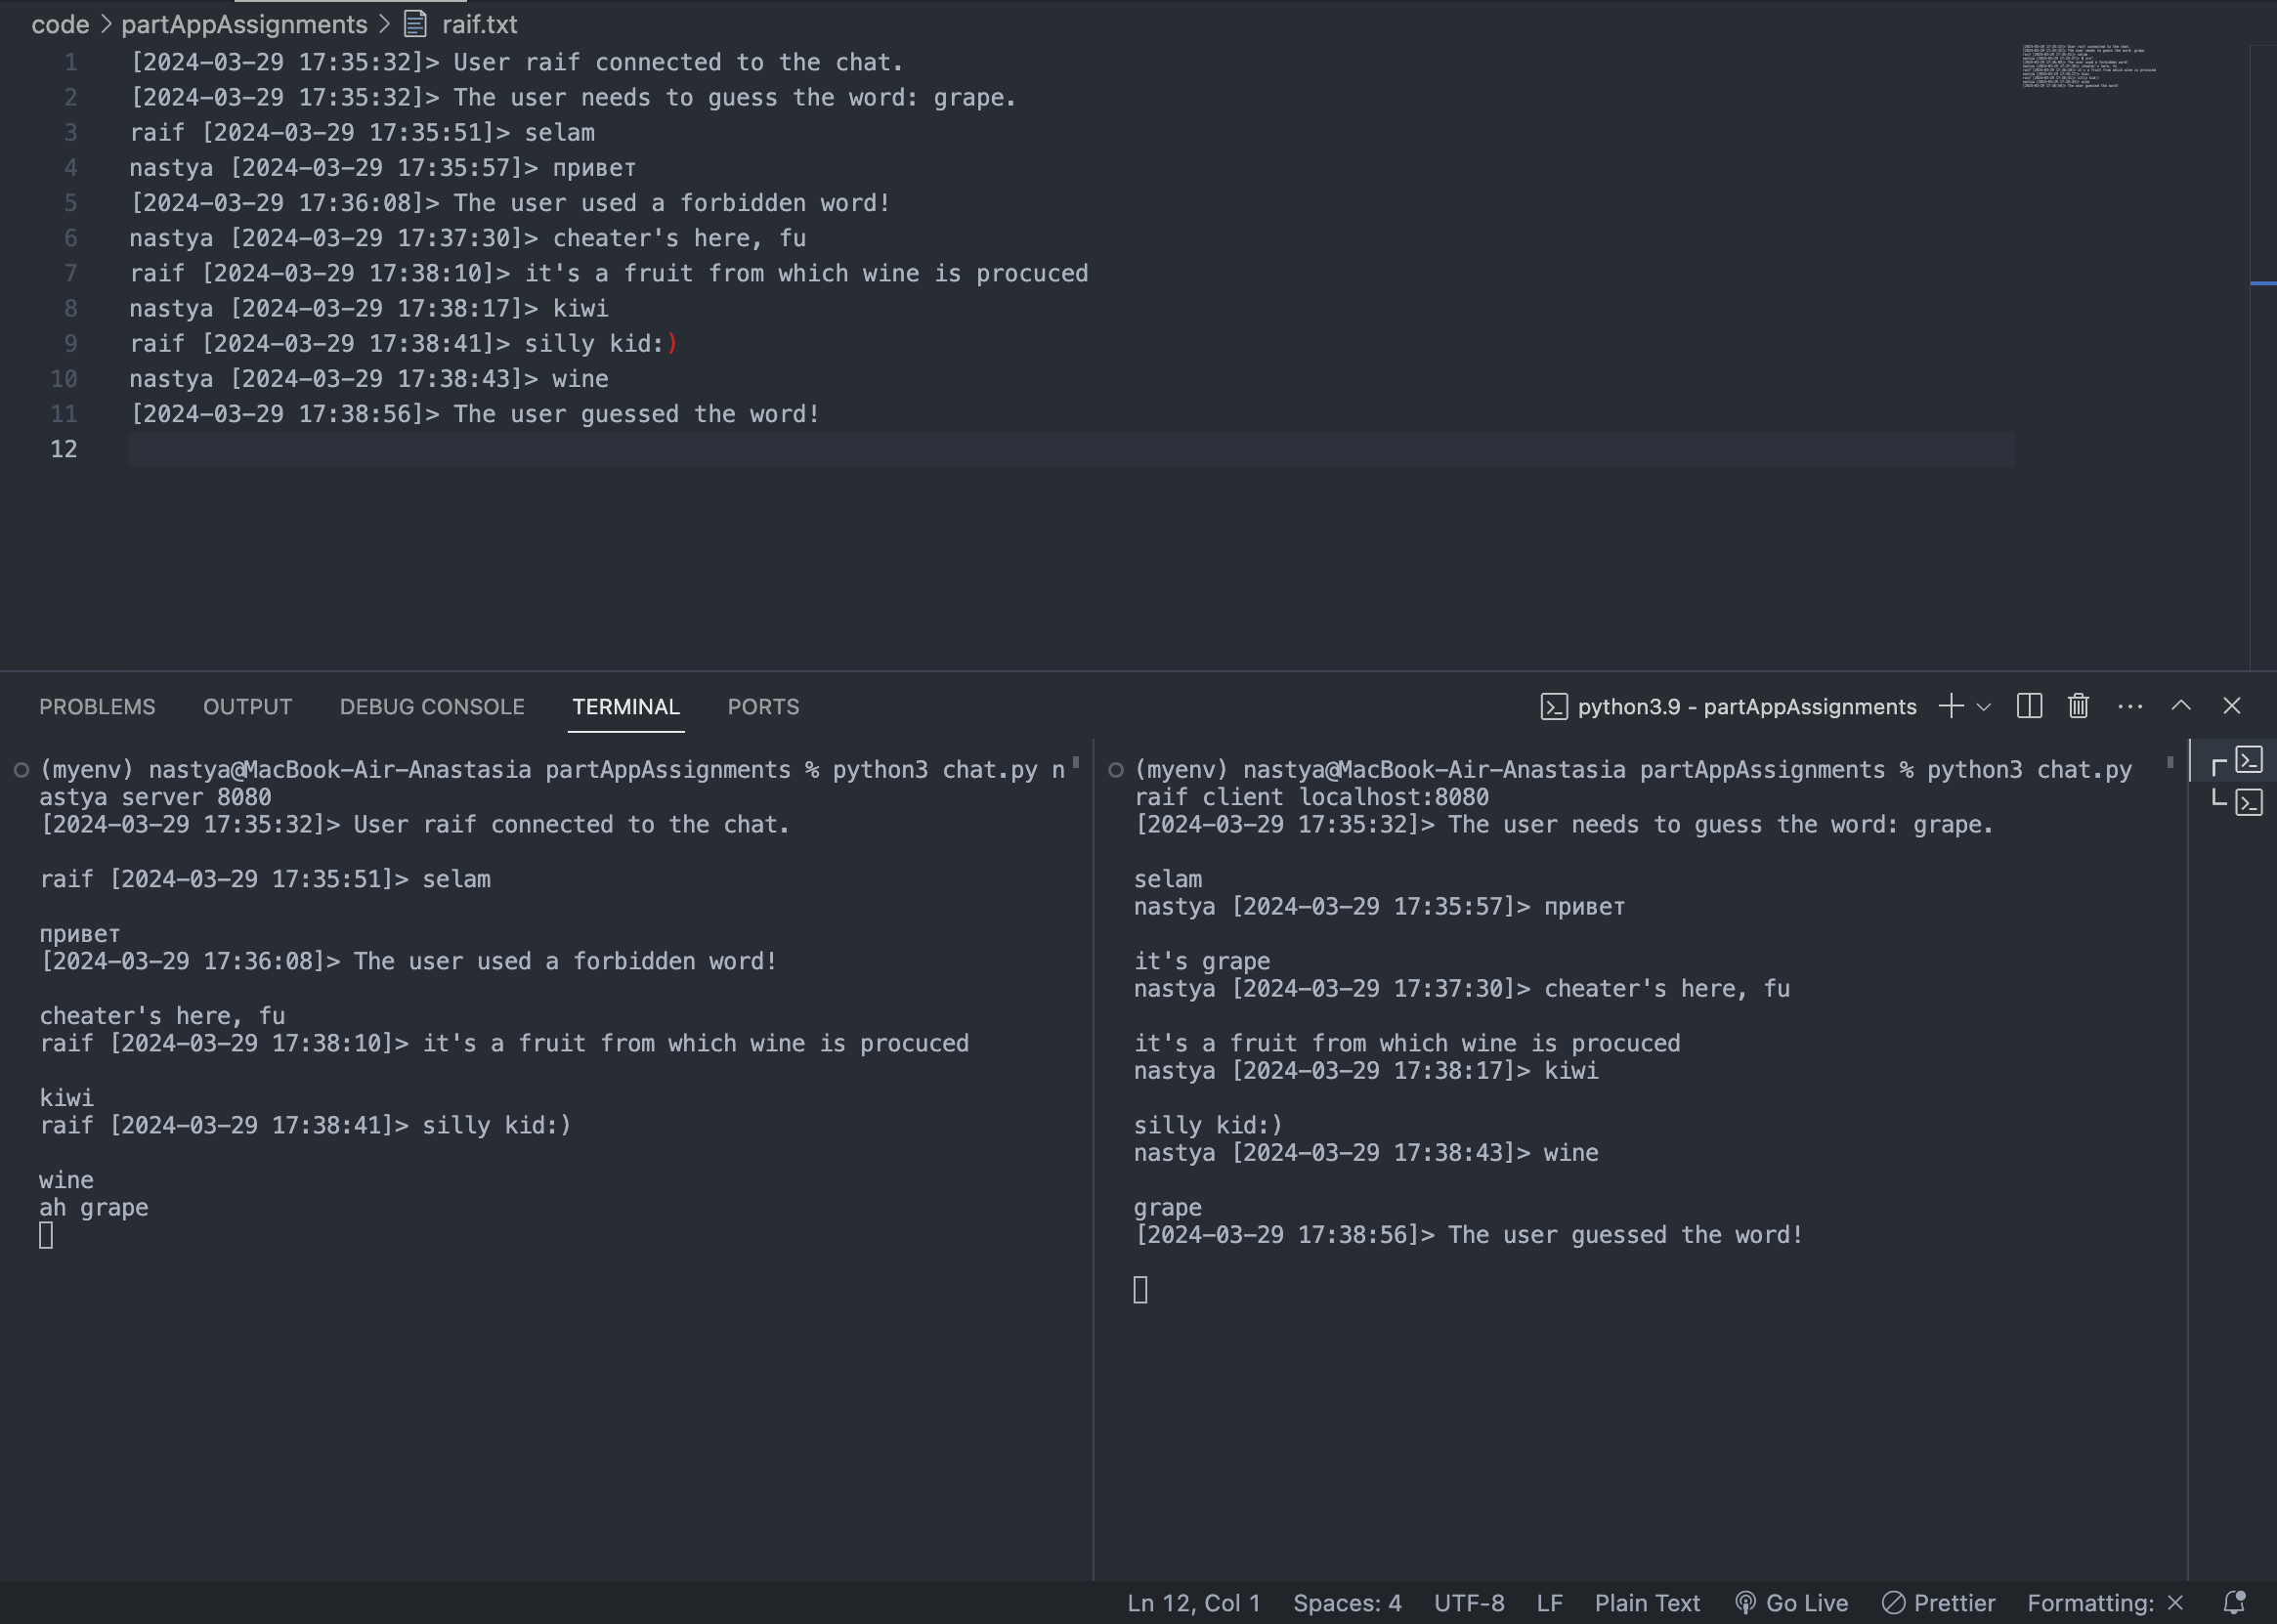 code > partAppAssignments > raif.txt
1 [2024-03-29 17:35:32]> User raif connected to the chat.
2 [2024-03-29 17:35:32]> The user needs to guess the word: grape.
3 raif [2024-03-29 17:35:51]> selam
4 nastya [2024-03-29 17:35:57]> привет
5 [2024-03-29 17:36:08]> The user used a forbidden word!
6 nastya [2024-03-29 17:37:30]> cheater's here, fu
7 raif [2024-03-29 17:38:10]> it's a fruit from which wine is procuced
8 nastya [2024-03-29 17:38:17]> kiwi
9 raif [2024-03-29 17:38:41]> silly kid:)
10 nastya [2024-03-29 17:38:43]> wine
11 [2024-03-29 17:38:56]> The user guessed the word!
12
PROBLEMS OUTPUT DEBUG CONSOLE TERMINAL PORTS python3.9 - partAppAssignments
(myenv) nastya@MacBook-Air-Anastasia partAppAssignments % python3 chat.py n
astya server 8080
[2024-03-29 17:35:32]> User raif connected to the chat.
raif [2024-03-29 17:35:51]> selam
привет
[2024-03-29 17:36:08]> The user used a forbidden word!
cheater's here, fu
raif [2024-03-29 17:38:10]> it's a fruit from which wine is procuced
kiwi
raif [2024-03-29 17:38:41]> silly kid:)
wine
ah grape
(myenv) nastya@MacBook-Air-Anastasia partAppAssignments % python3 chat.py
raif client localhost:8080
[2024-03-29 17:35:32]> The user needs to guess the word: grape.
selam
nastya [2024-03-29 17:35:57]> привет
it's grape
nastya [2024-03-29 17:37:30]> cheater's here, fu
it's a fruit from which wine is procuced
nastya [2024-03-29 17:38:17]> kiwi
silly kid:)
nastya [2024-03-29 17:38:43]> wine
grape
[2024-03-29 17:38:56]> The user guessed the word!
Ln 12, Col 1 Spaces: 4 UTF-8 LF Plain Text Go Live Prettier Formatting: ×